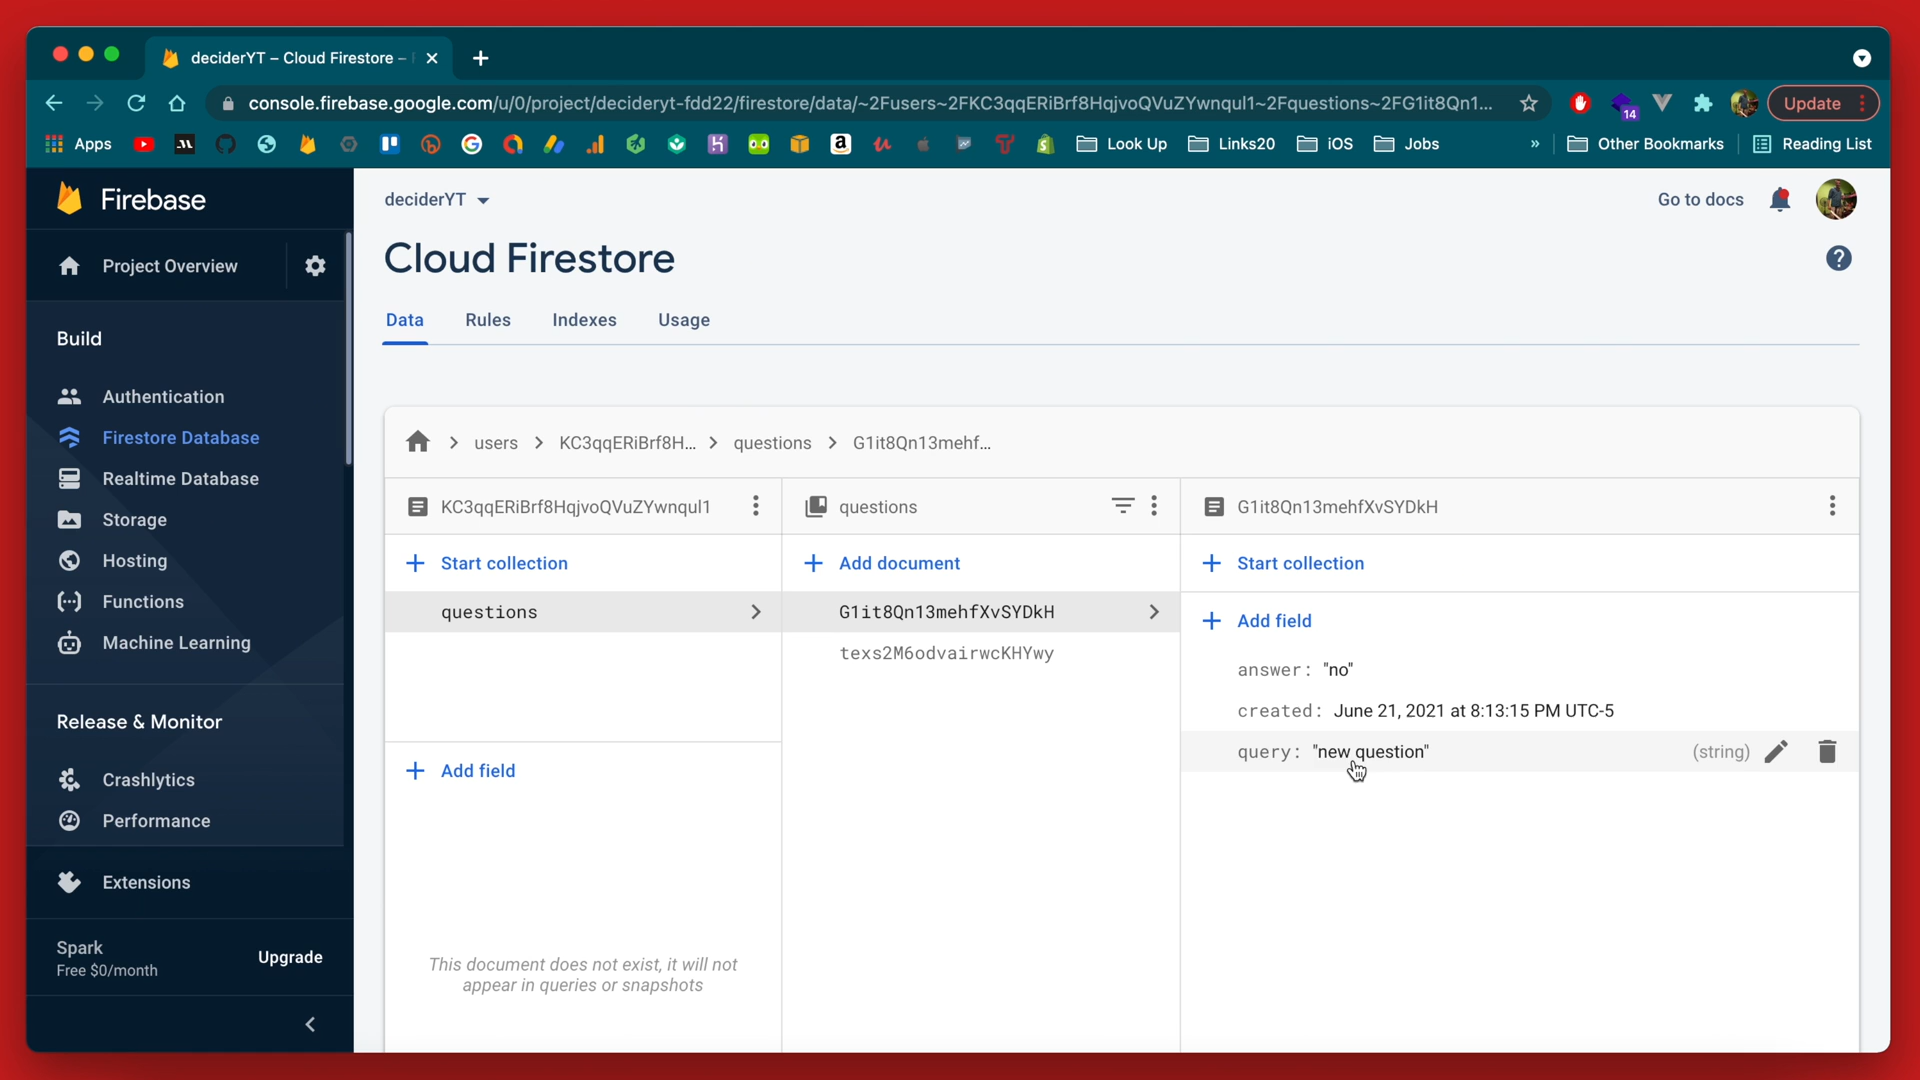 deciderYT – Cloud Firestore –
console.firebase.google.com/u/0/project/decideryt-fdd22/firestore/data/~2Fusers~2FKC3qqERiBrf8HqjvoQVuZYwnqul1~2Fquestions~2FG1it8Qn1...
14
Update
Apps
Look Up
Links20
iOS
Jobs
»
Other Bookmarks
Reading List
Firebase
deciderYT
Go to docs
Project Overview
Cloud Firestore
Data
Rules
Indexes
Usage
Build
Authentication
Firestore Database
Realtime Database
Storage
Hosting
Functions
Machine Learning
Release & Monitor
Crashlytics
Performance
Extensions
Spark
Free $0/month
Upgrade
users
KC3qqERiBrf8H...
questions
G1it8Qn13mehf...
KC3qqERiBrf8HqjvoQVuZYwnqul1
Start collection
questions
Add field
This document does not exist, it will not
appear in queries or snapshots
questions
Add document
G1it8Qn13mehfXvSYDkH
texs2M6odvairwcKHYwy
G1it8Qn13mehfXvSYDkH
Start collection
Add field
answer: "no"
created: June 21, 2021 at 8:13:15 PM UTC-5
query: "new question"
(string)